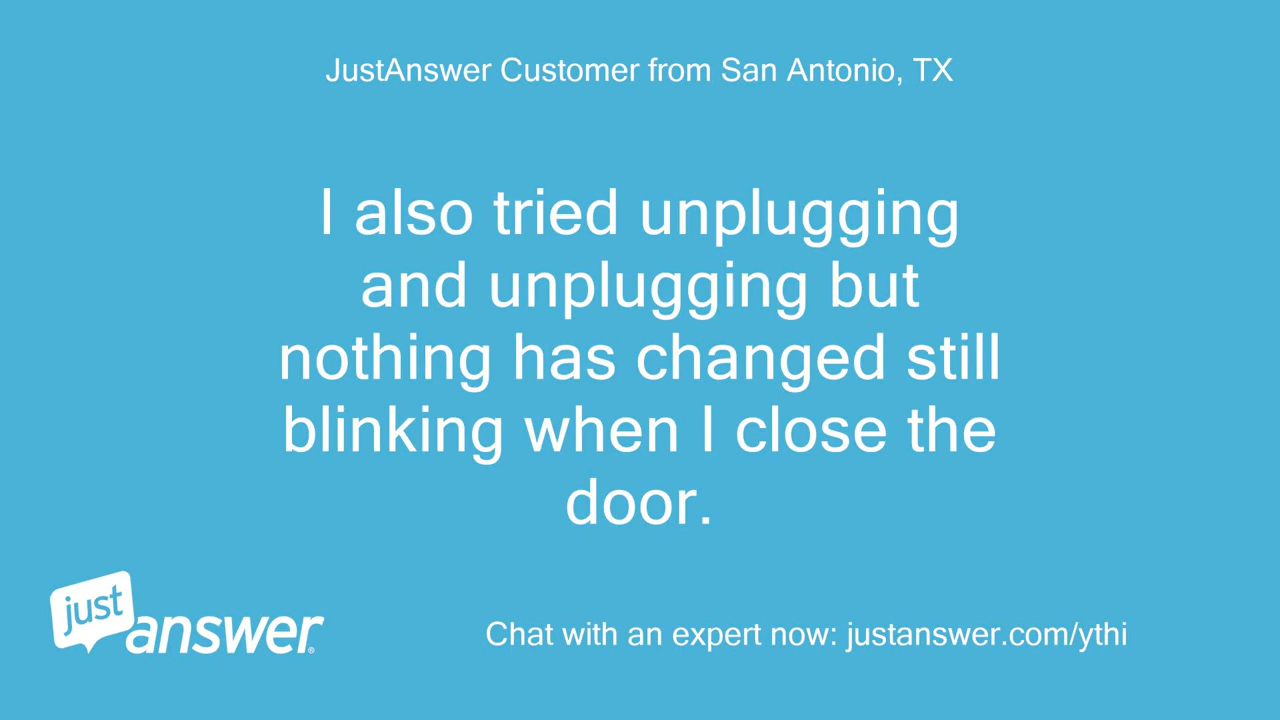 JustAnswer Customer from San Antonio, TX
I also tried unplugging
and unplugging but
nothing has changed still
blinking when I close the
door.
just
answer®
Chat with an expert now: justanswer.com/ythi